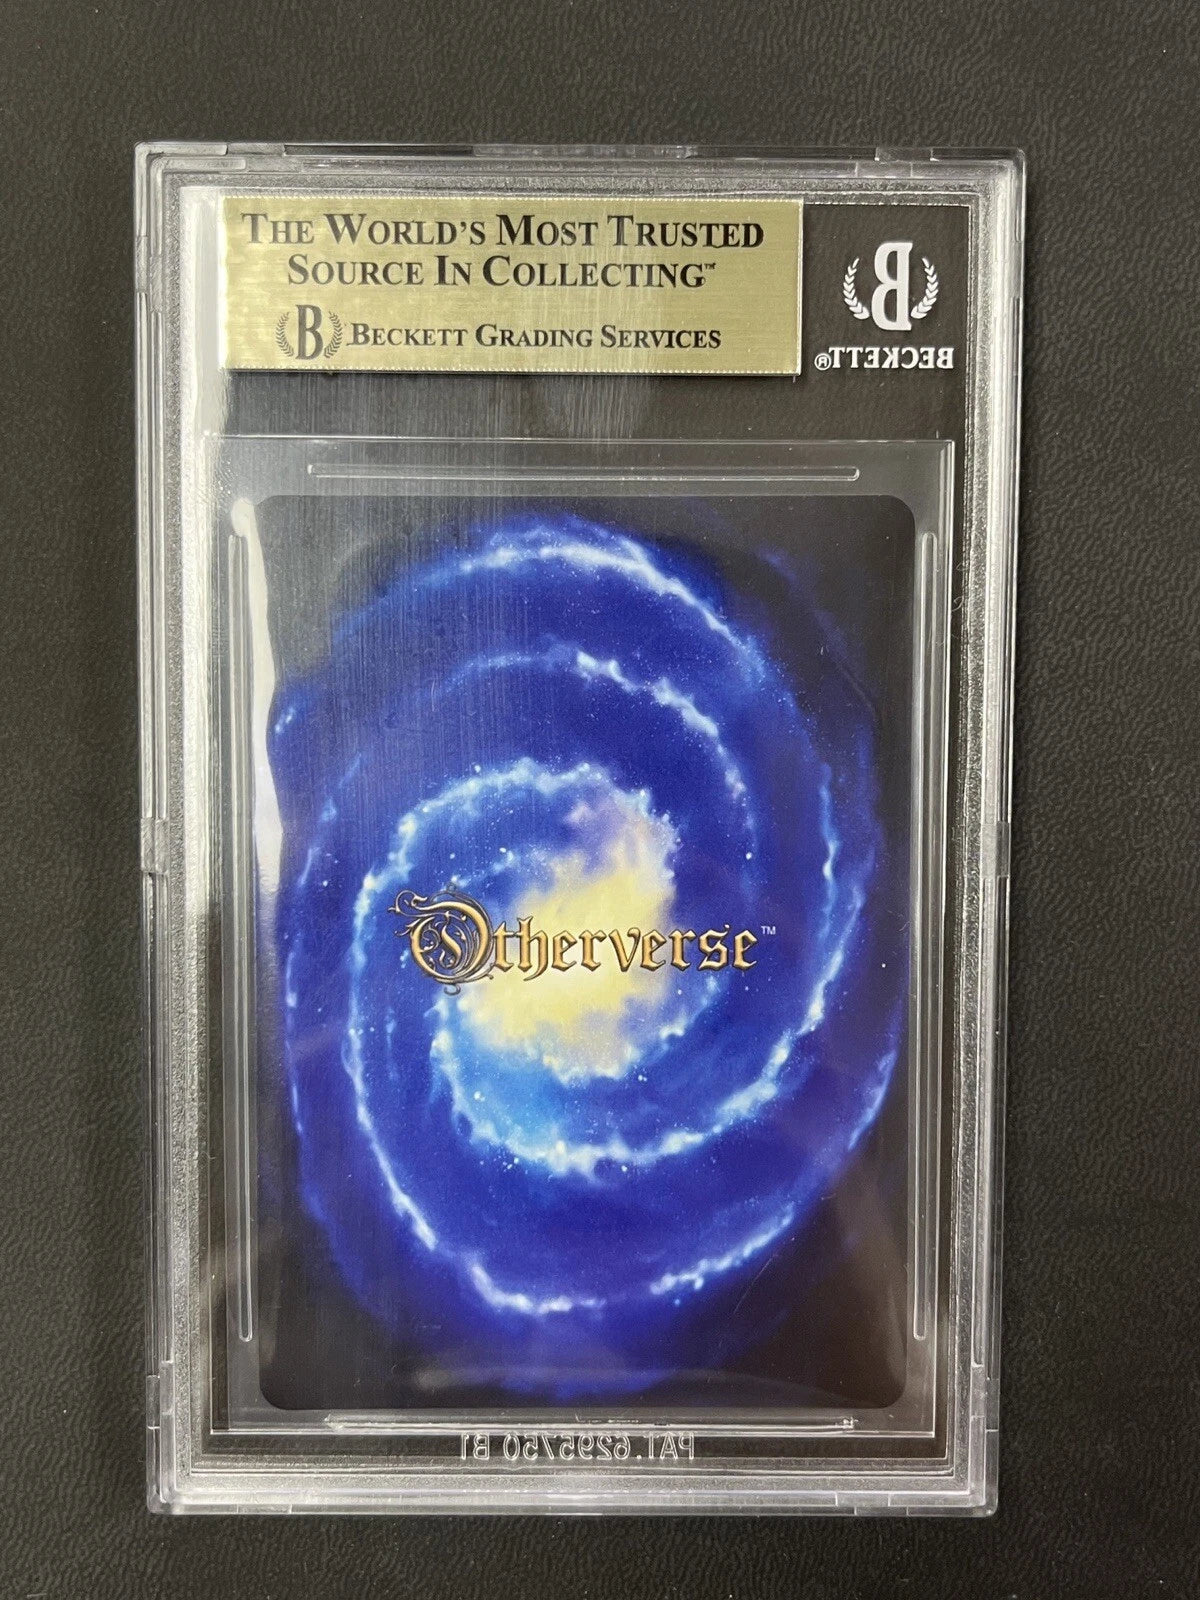 THE WORLD'S MOST TRUSTED
SOURCE IN COLLECTING™
B BECKETT GRADING SERVICES
B
BECKETT®
Otherverse™
PAT. 6295750 B1